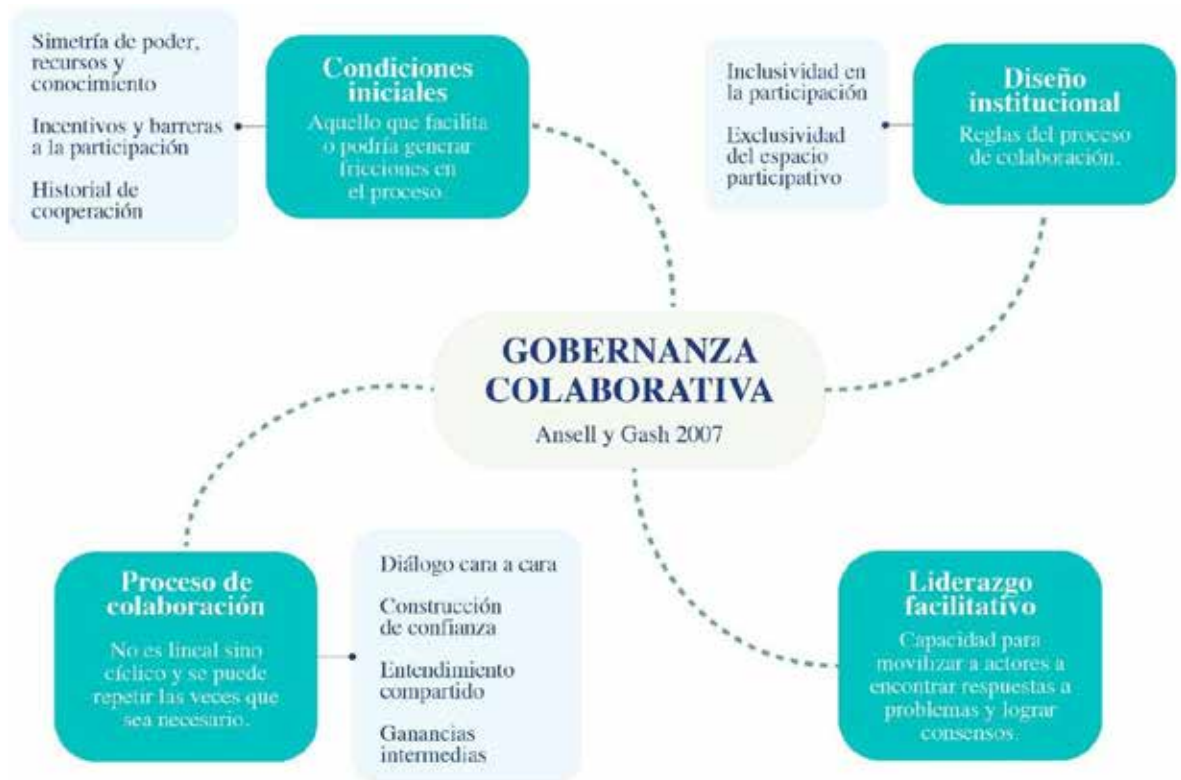 Simetría de poder,
recursos y
conocimiento
Incentivos y barreras
a la participación
Historial de
cooperación
Condiciones
iniciales
Aquello que facilita
o podría generar
fricciones en
el proceso.
Inclusividad en
la participación
Exclusividad
del espacio
participativo
Diseño
institucional
Reglas del proceso
de colaboración.
GOBERNANZA
COLABORATIVA
Ansell y Gash 2007
Proceso de
colaboración
No es lineal sino
cíclico y se puede
repetir las veces que
sea necesario.
Diálogo cara a cara
Construcción
de confianza
Entendimiento
compartido
Ganancias
intermedias
Liderazgo
facilitativo
Capacidad para
movilizar a actores a
encontrar respuestas a
problemas y lograr
consensos.